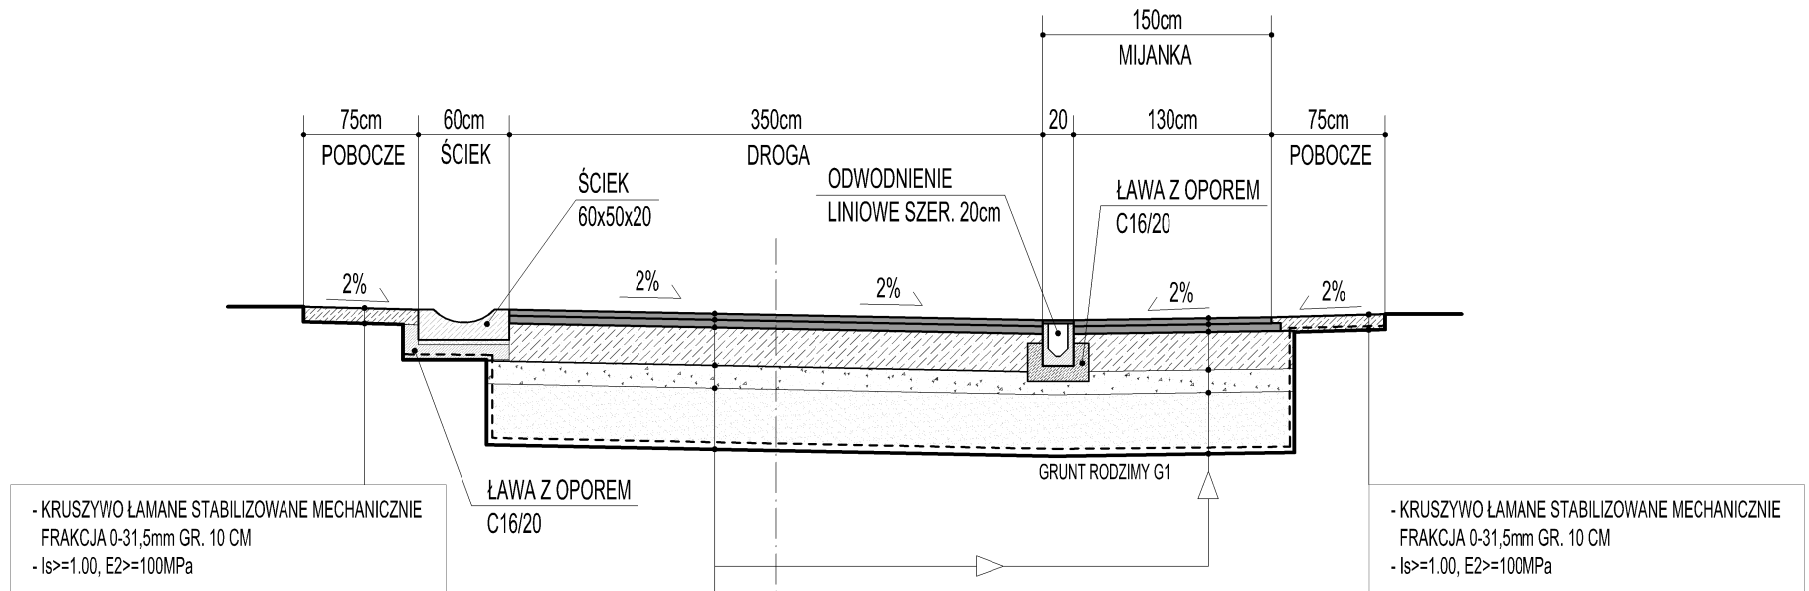 150cm
MIJANKA
75cm 60cm 350cm 20 130cm 75cm
POBOCZE ŚCIEK DROGA POBOCZE
ŚCIEK
60x50x20
ODWODNIENIE
LINIOWE SZER. 20cm
ŁAWA Z OPOREM
C16/20
2% 2% 2% 2% 2%
GRUNT RODZIMY G1
ŁAWA Z OPOREM
C16/20
- KRUSZYWO ŁAMANE STABILIZOWANE MECHANICZNIE
FRAKCJA 0-31,5mm GR. 10 CM
- Is>=1.00, E2>=100MPa
- KRUSZYWO ŁAMANE STABILIZOWANE MECHANICZNIE
FRAKCJA 0-31,5mm GR. 10 CM
- Is>=1.00, E2>=100MPa